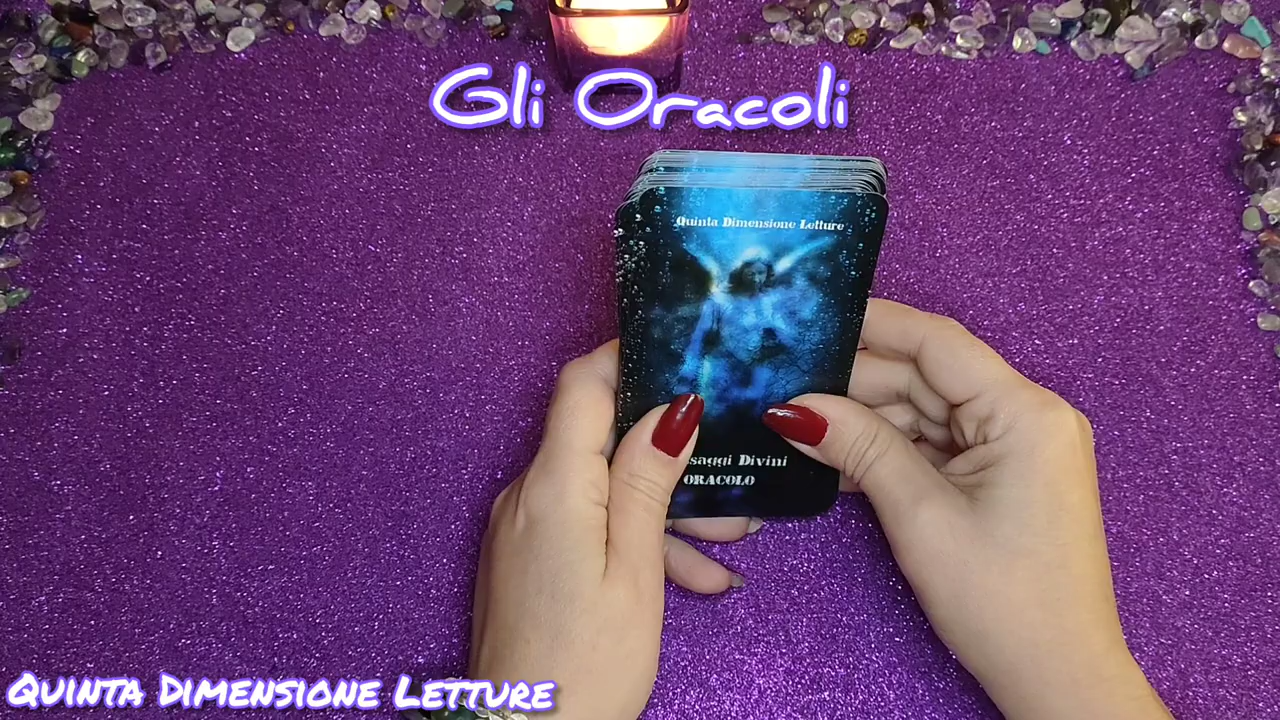 Gli Oracoli
Quinta Dimensione Letture
Divini
ORACOLO
Quinta Dimensione Letture